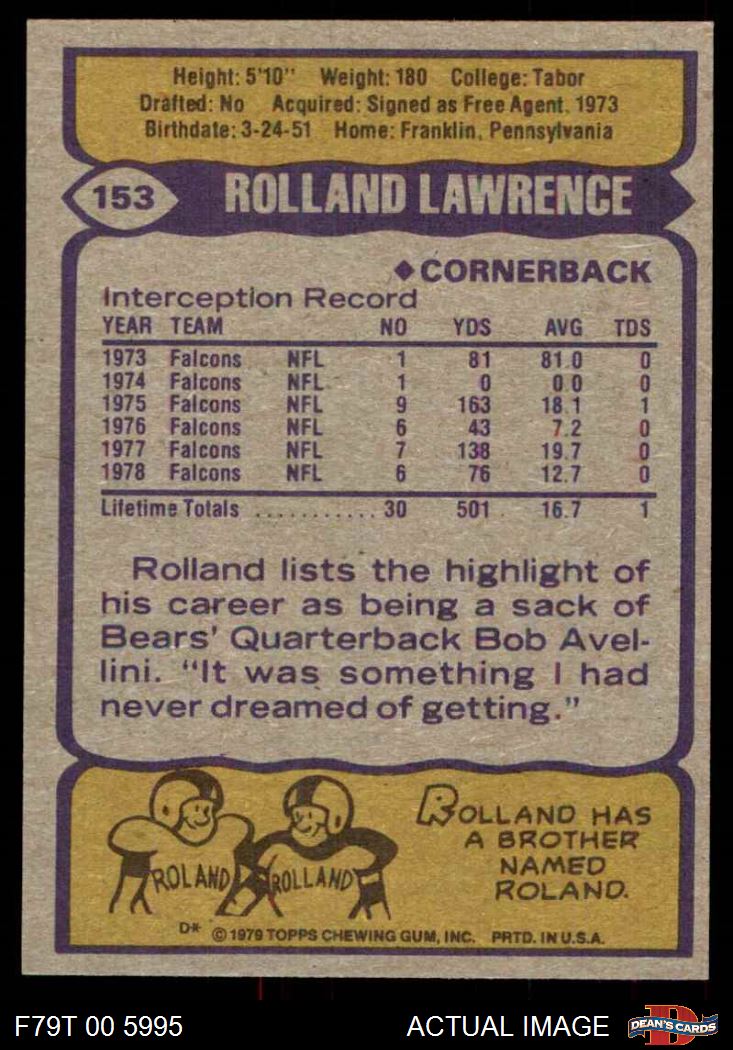 Height: 5'10" Weight: 180 College: Tabor
Drafted: No Acquired: Signed as Free Agent, 1973
Birthdate: 3-24-51 Home: Franklin, Pennsylvania
153 ROLLAND LAWRENCE
◆ CORNERBACK
Interception Record
YEAR TEAM NO YDS AVG TDS
1973 Falcons NFL 1 81 81.0 0
1974 Falcons NFL 1 0 0.0 0
1975 Falcons NFL 9 163 18.1 1
1976 Falcons NFL 6 43 7.2 0
1977 Falcons NFL 7 138 19.7 0
1978 Falcons NFL 6 76 12.7 0
Lifetime Totals ........... 30 501 16.7 1
Rolland lists the highlight of
his career as being a sack of
Bears' Quarterback Bob Avel-
lini. "It was something I had
never dreamed of getting."
ROLAND ROLLAND
ROLLAND HAS
A BROTHER
NAMED
ROLAND.
D* © 1979 TOPPS CHEWING GUM, INC. PRTD. IN U.S.A.
F79T 00 5995 ACTUAL IMAGE D DEAN'S CARDS